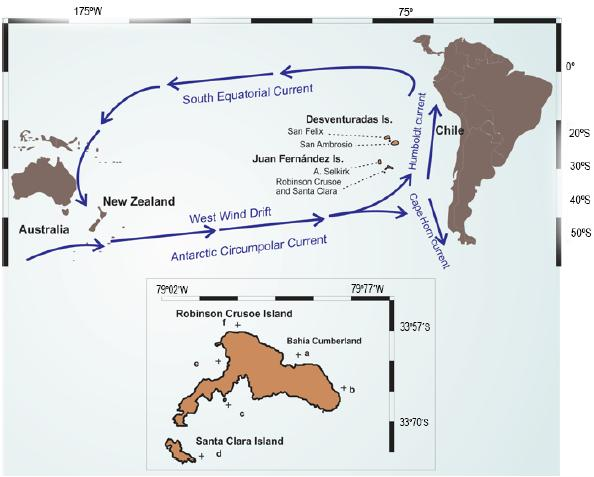 175°W
75°
0°
South Equatorial Current
Desventuradas Is.
San Felix
San Ambrosio
Humboldt current
Chile
20°S
Juan Fernández Is.
A. Selkirk
Robinson Crusoe
and Santa Clara
30°S
New Zealand
40°S
West Wind Drift
Cape Horn current
Australia
Antarctic Circumpolar Current
50°S
79°02'W
79°77'W
Robinson Crusoe Island
f
33°57'S
Bahía Cumberland
a
e
b
e
c
33°70'S
Santa Clara Island
d